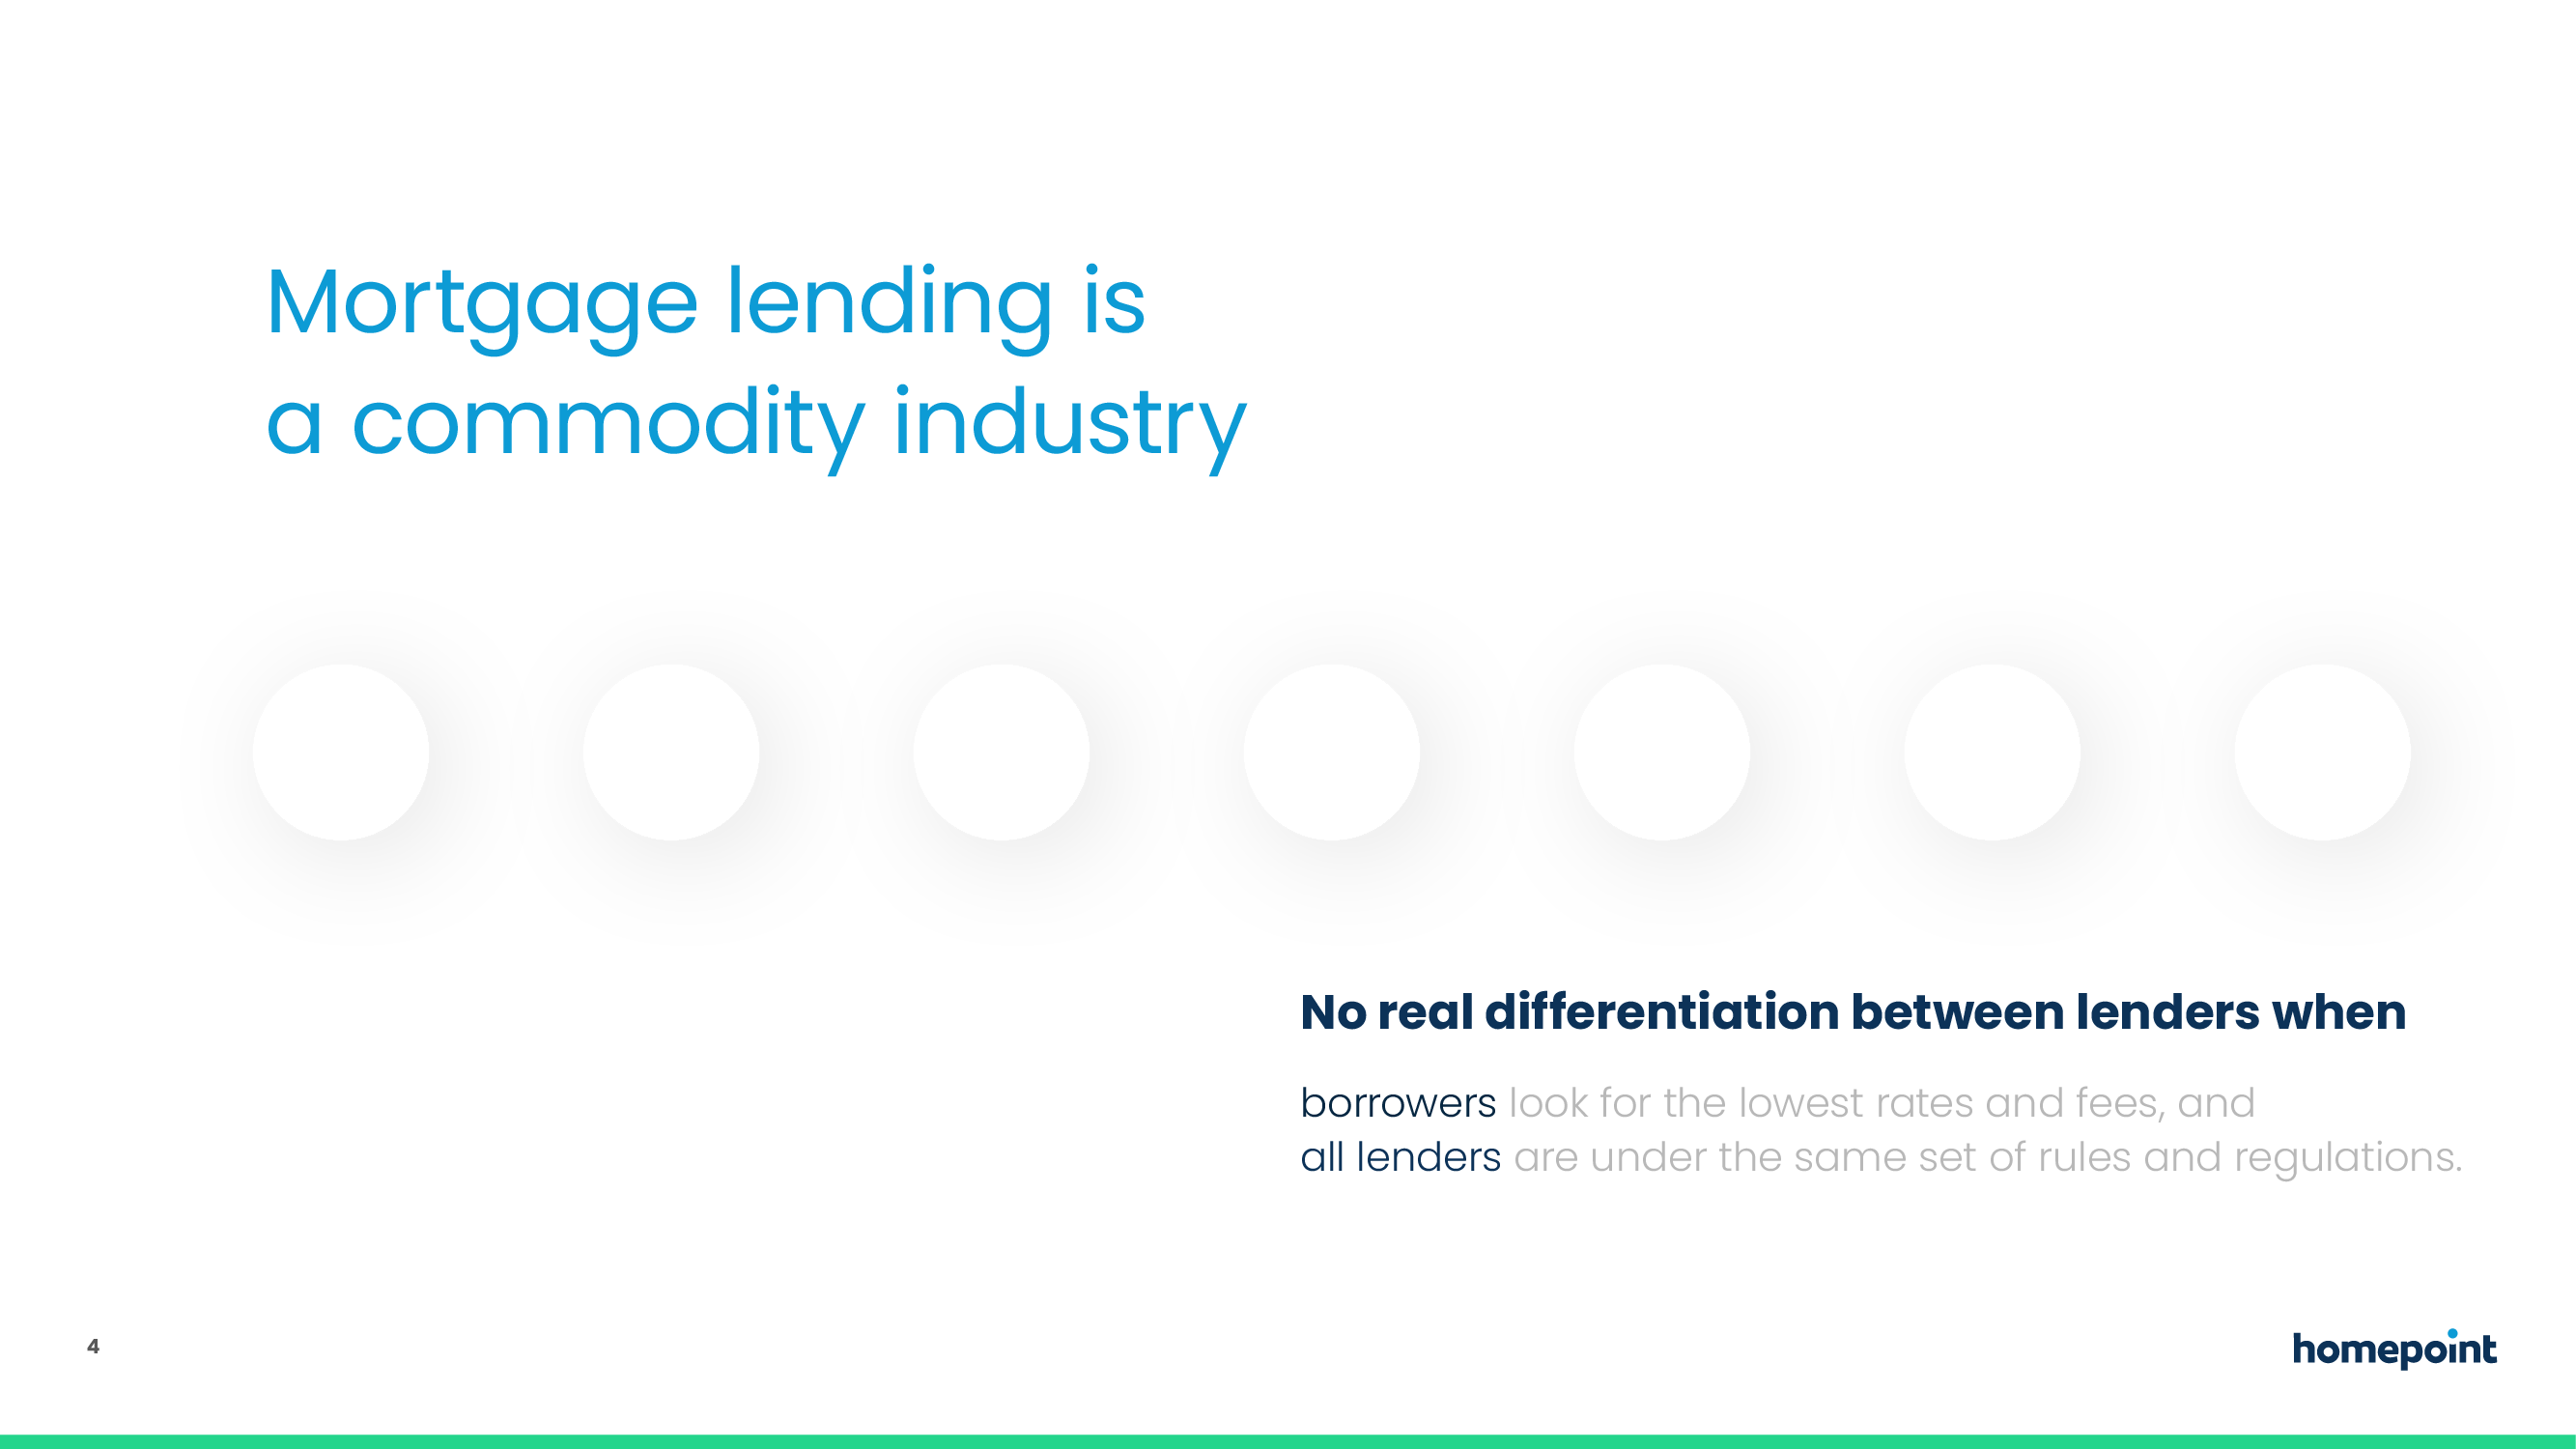 Mortgage lending is
a commodity industry
No real differentiation between lenders when
borrowers look for the lowest rates and fees, and
all lenders are under the same set of rules and regulations.
4
homepoint